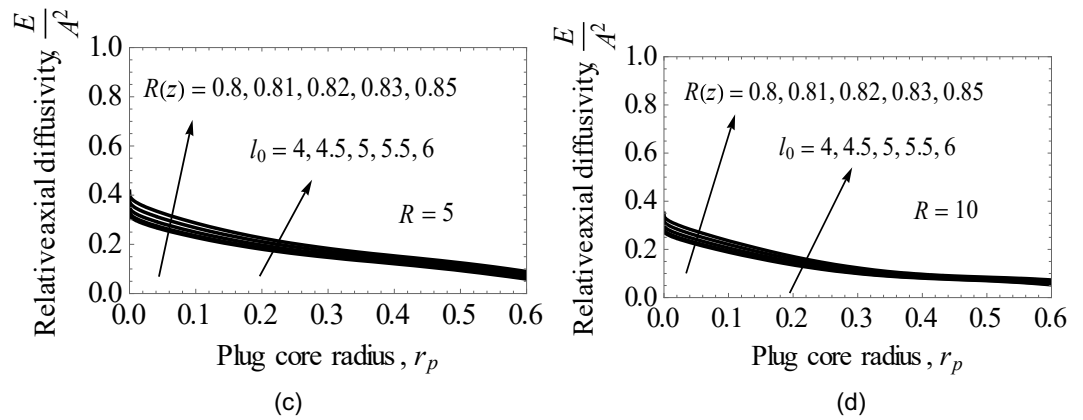 Relativeaxial diffusivity, E/A²
1.0
0.8
0.6
0.4
0.2
0.0
R(z) = 0.8, 0.81, 0.82, 0.83, 0.85
l₀ = 4, 4.5, 5, 5.5, 6
R = 5
0.0 0.1 0.2 0.3 0.4 0.5 0.6
Plug core radius , rₚ
(c)
Relativeaxial diffusivity, E/A²
1.0
0.8
0.6
0.4
0.2
0.0
R(z) = 0.8, 0.81, 0.82, 0.83, 0.85
l₀ = 4, 4.5, 5, 5.5, 6
R = 10
0.0 0.1 0.2 0.3 0.4 0.5 0.6
Plug core radius , rₚ
(d)